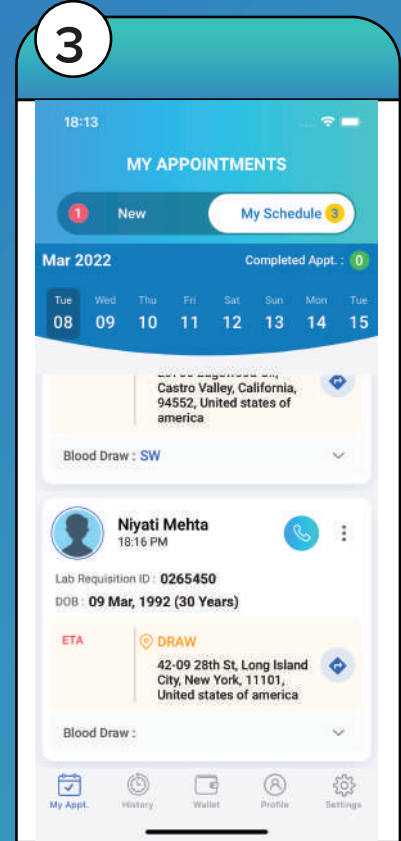 3
18:13
MY APPOINTMENTS
1 New My Schedule 3
Mar 2022 Completed Appt. : 0
Tue Wed Thu Fri Sat Sun Mon Tue
08 09 10 11 12 13 14 15
Castro Valley, California,
94552, United states of
america
Blood Draw : SW
Niyati Mehta
18:16 PM
Lab Requisition ID : 0265450
DOB : 09 Mar, 1992 (30 Years)
ETA DRAW
42-09 28th St, Long Island
City, New York, 11101,
United states of america
Blood Draw :
My Appt. History Wallet Profile Settings